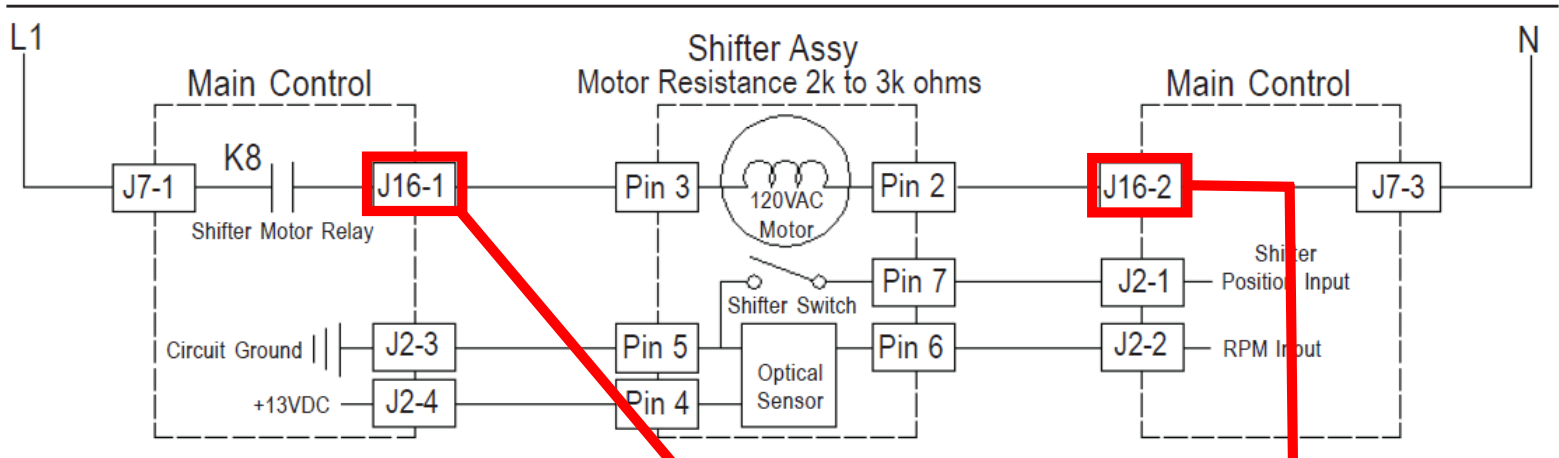 L1
N
Shifter Assy
Motor Resistance 2k to 3k ohms
Main Control
Main Control
K8
J7-1
J16-1
Pin 3
120VAC
Motor
Pin 2
J16-2
J7-3
Shifter Motor Relay
Shifter
Position Input
Pin 7
J2-1
Shifter Switch
Circuit Ground
J2-3
Pin 5
Pin 6
J2-2
RPM Input
Optical
Sensor
+13VDC
J2-4
Pin 4